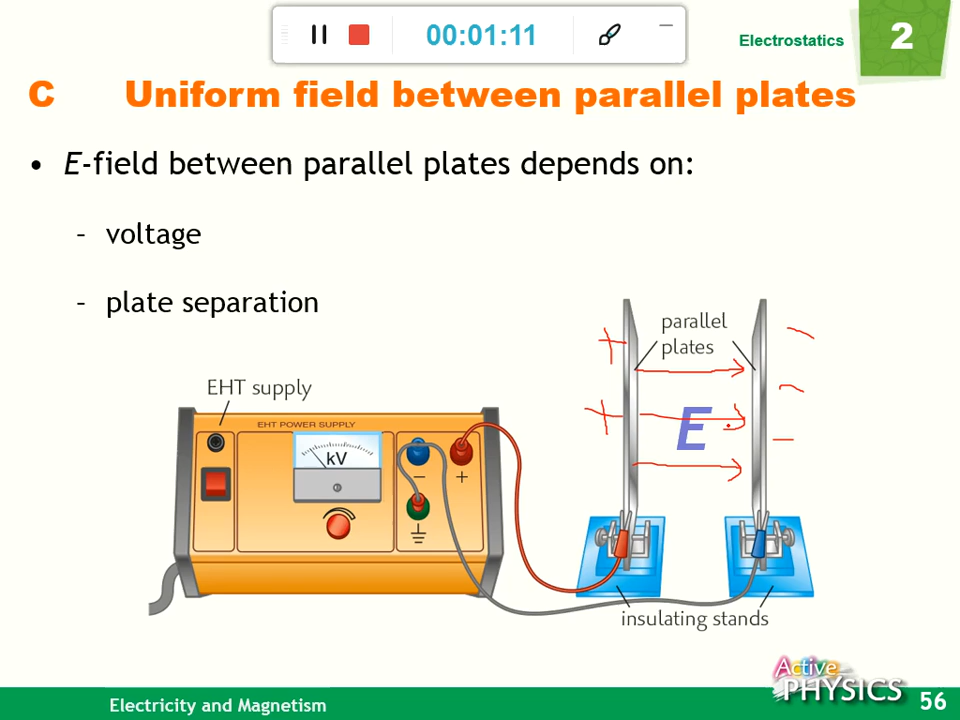 00:01:11
Electrostatics
2
C Uniform field between parallel plates
• E-field between parallel plates depends on:
– voltage
– plate separation
parallel
plates
EHT supply
EHT POWER SUPPLY
kV
– +
+
+
E
insulating stands
Active
PHYSICS
Electricity and Magnetism
56